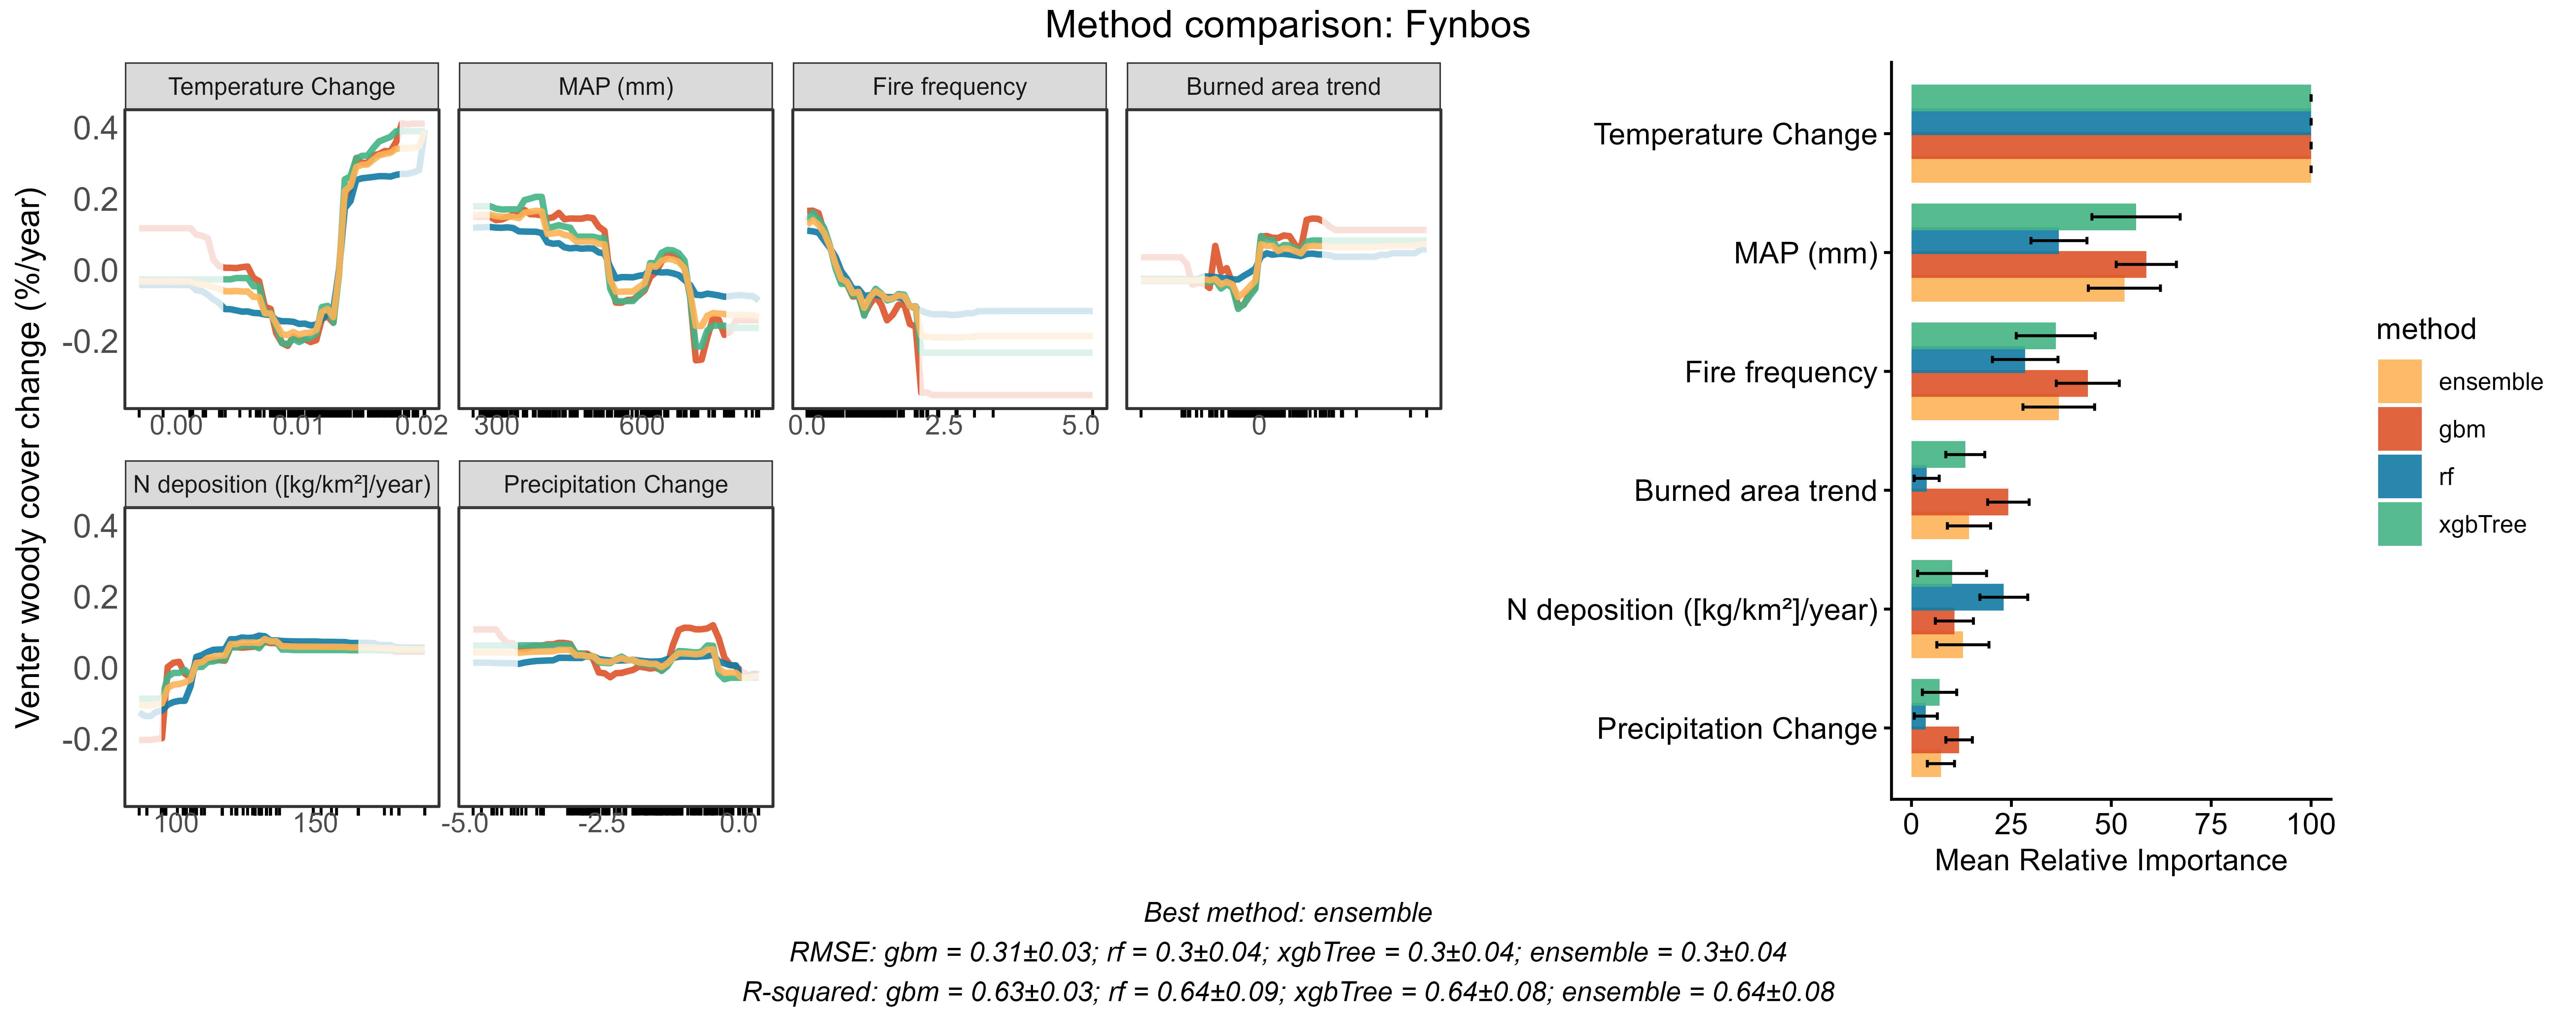 Method comparison: Fynbos
Temperature Change
MAP (mm)
Fire frequency
Burned area trend
Venter woody cover change (%/year)
0.4
0.2
0.0
-0.2
0.00 0.01 0.02
300 600
0.0 2.5 5.0
0
N deposition ([kg/km²]/year)
Precipitation Change
0.4
0.2
0.0
-0.2
100 150
-5.0 -2.5 0.0
Temperature Change
MAP (mm)
Fire frequency
Burned area trend
N deposition ([kg/km²]/year)
Precipitation Change
0 25 50 75 100
Mean Relative Importance
method
ensemble
gbm
rf
xgbTree
Best method: ensemble
RMSE: gbm = 0.31±0.03; rf = 0.3±0.04; xgbTree = 0.3±0.04; ensemble = 0.3±0.04
R-squared: gbm = 0.63±0.03; rf = 0.64±0.09; xgbTree = 0.64±0.08; ensemble = 0.64±0.08